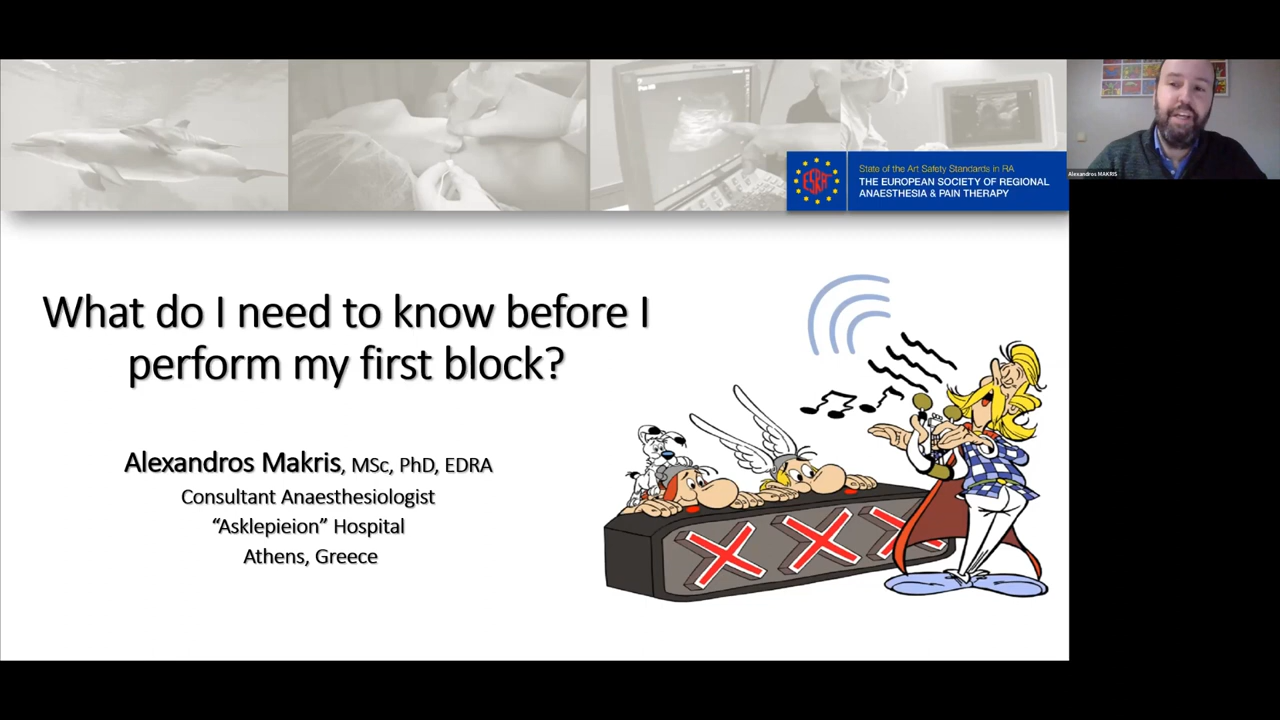 ESRA
State of the Art Safety Standards in RA
THE EUROPEAN SOCIETY OF REGIONAL
ANAESTHESIA & PAIN THERAPY
Alexandros MAKRIS
What do I need to know before I
perform my first block?
Alexandros Makris, MSc, PhD, EDRA
Consultant Anaesthesiologist
“Asklepieion” Hospital
Athens, Greece
X X X